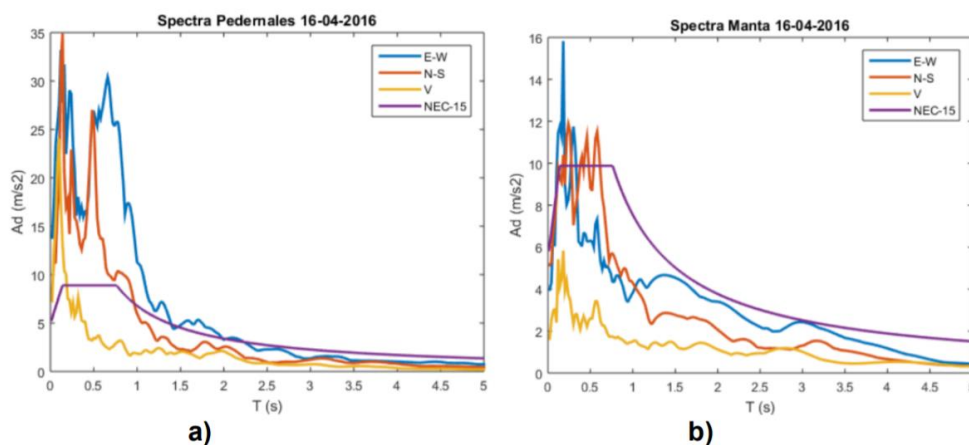 Spectra Pedernales 16-04-2016
a)
35
30
25
20
15
10
5
0
Ad (m/s2)
E-W
N-S
V
NEC-15
0 0.5 1 1.5 2 2.5 3 3.5 4 4.5 5
T (s)
a)
Spectra Manta 16-04-2016
b)
16
14
12
10
8
6
4
2
0
Ad (m/s2)
E-W
N-S
V
NEC-15
0 0.5 1 1.5 2 2.5 3 3.5 4 4.5
T (s)
b)